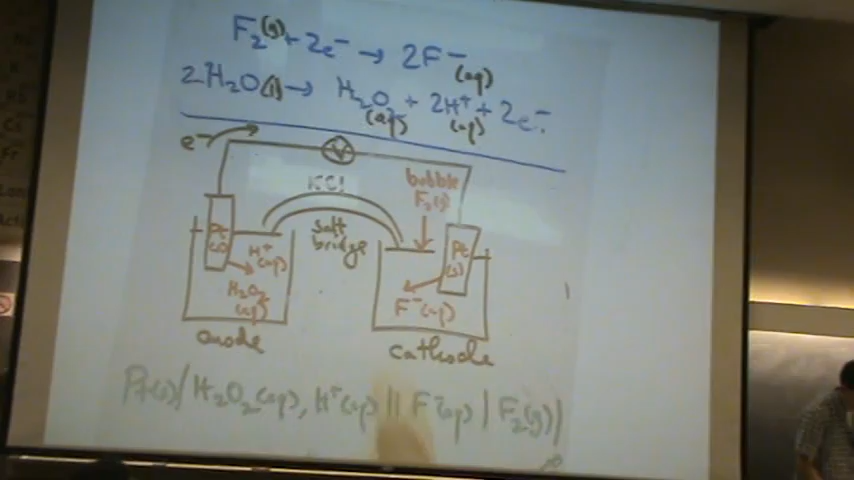 F₂(g) + 2e⁻ → 2F⁻(aq)
2H₂O(l) → H₂O₂(aq) + 2H⁺(aq) + 2e⁻.
e⁻
V
KCl
bubble
F₂(g)
salt
bridge
Pt
(s)
H⁺
(aq)
H₂O₂
(aq)
Pt
(s)
F⁻(aq)
anode
cathode
Pt(s) | H₂O₂(aq), H⁺(aq) || F⁻(aq) | F₂(g) |